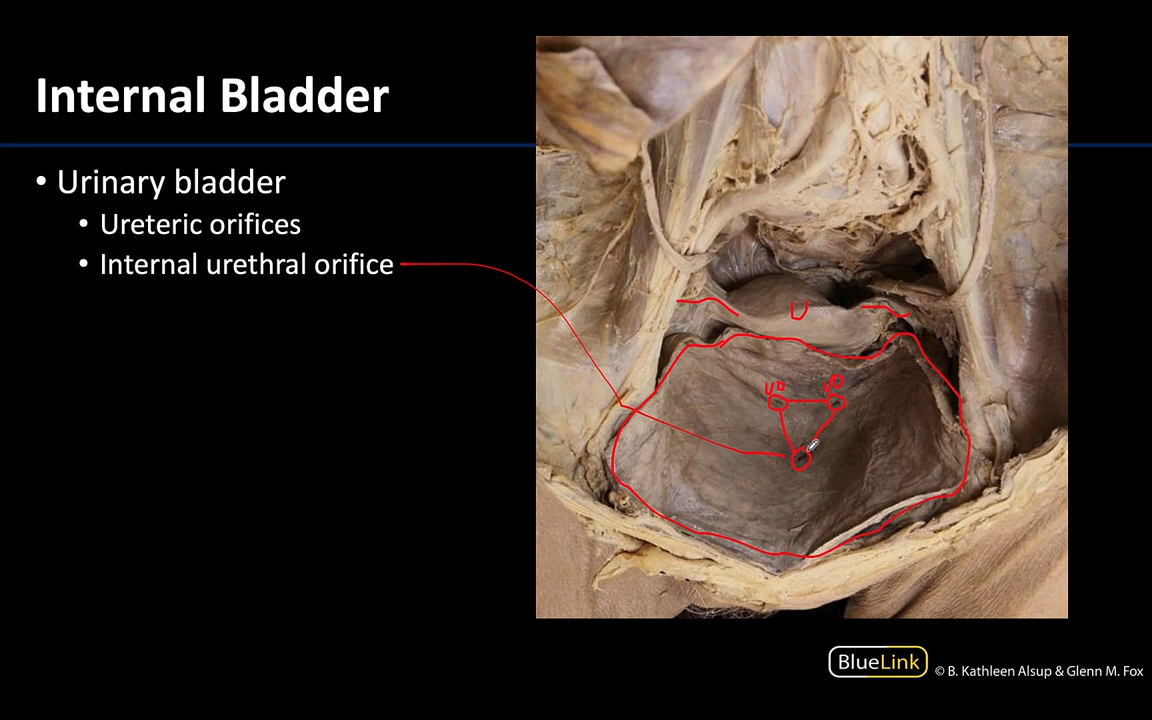 Internal Bladder
• Urinary bladder
• Ureteric orifices
• Internal urethral orifice
U
UO
UO
BlueLink
© B. Kathleen Alsup & Glenn M. Fox